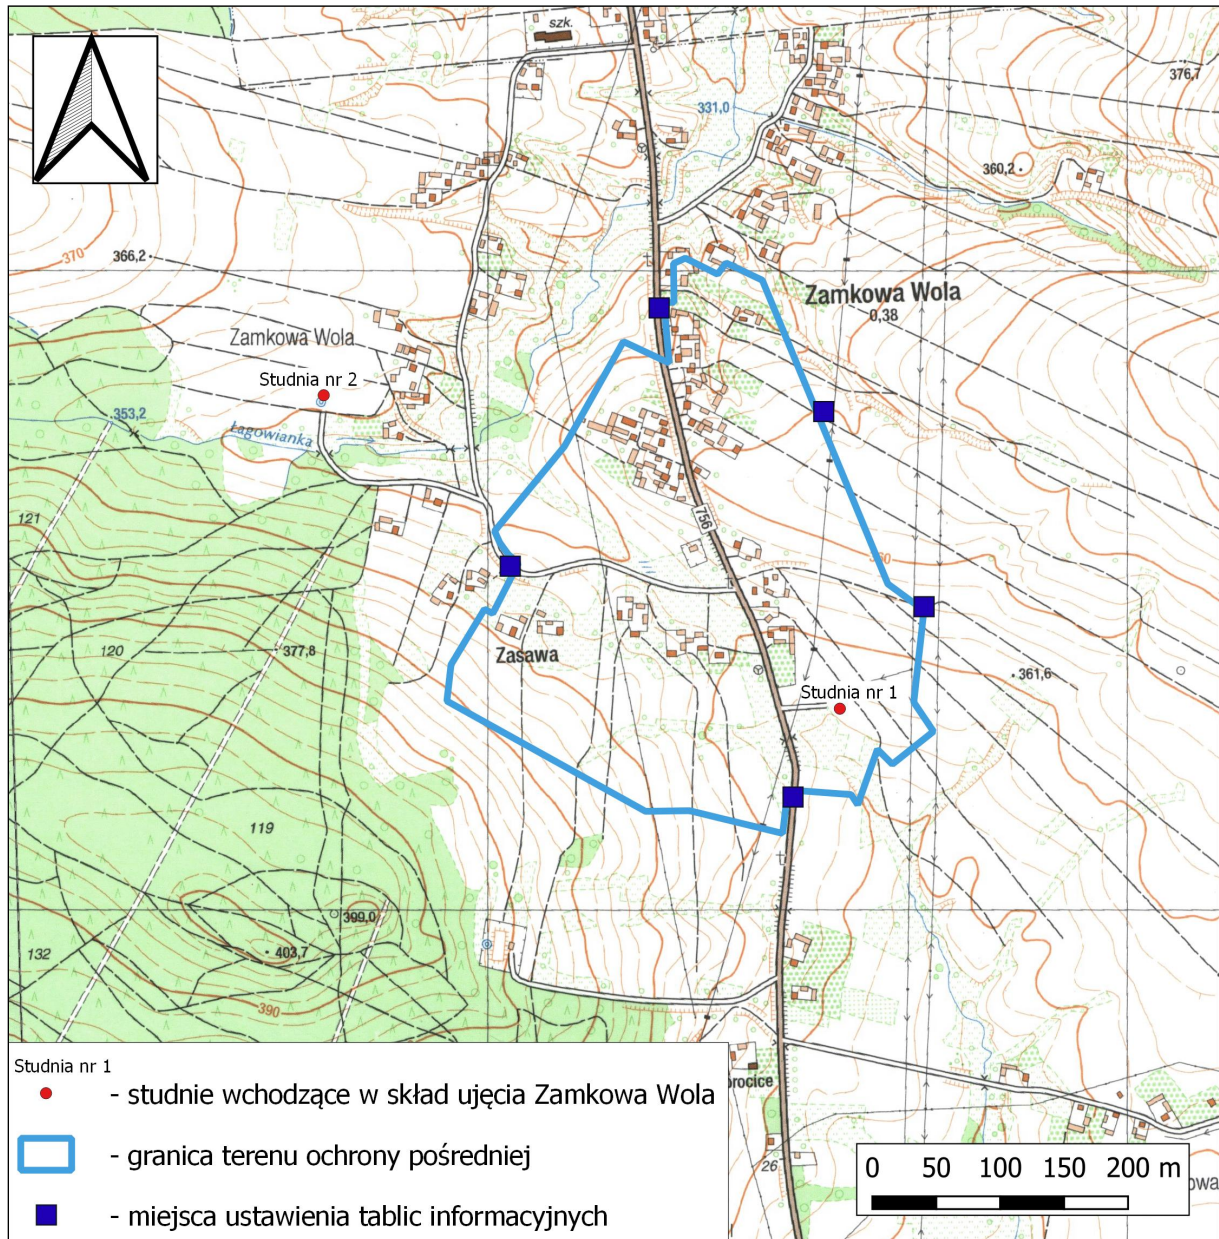 szk.
376,7
331,0
360,2
370
366,2
Zamkowa Wola
0,38
Zamkowa Wola
Studnia nr 2
353,2
Łagowianka
121
756
360
120
377,8
Zasawa
361,6
Studnia nr 1
119
399,0
403,7
132
390
Studnia nr 1
- studnie wchodzące w skład ujęcia Zamkowa Wola
- granica terenu ochrony pośredniej
- miejsca ustawienia tablic informacyjnych
rocice
26
0 50 100 150 200 m
owa